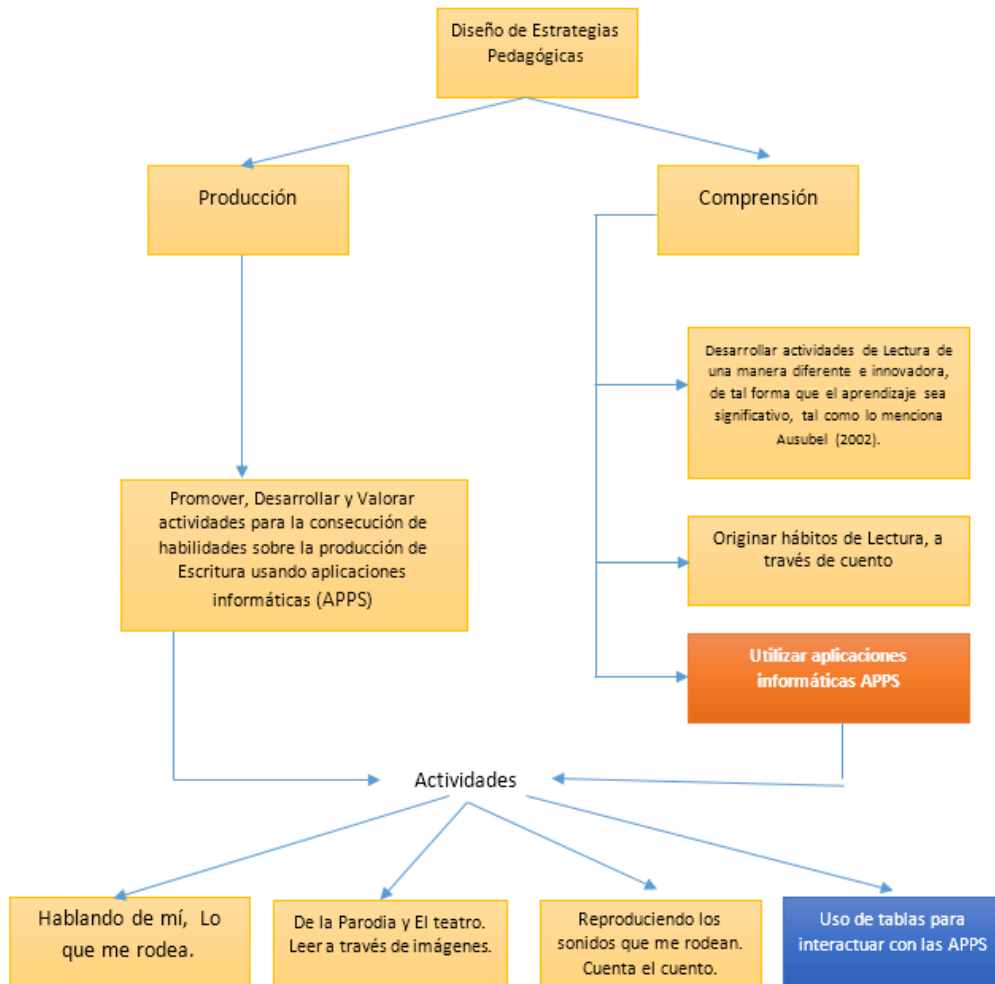 Diseño de Estrategias
Pedagógicas
Producción
Comprensión
Desarrollar actividades de Lectura de
una manera diferente e innovadora,
de tal forma que el aprendizaje sea
significativo, tal como lo menciona
Ausubel (2002).
Promover, Desarrollar y Valorar
actividades para la consecución de
habilidades sobre la producción de
Escritura usando aplicaciones
informáticas (APPS)
Originar hábitos de Lectura, a
través de cuento
Utilizar aplicaciones
informáticas APPS
Actividades
Hablando de mí, Lo
que me rodea.
De la Parodia y El teatro.
Leer a través de imágenes.
Reproduciendo los
sonidos que me rodean.
Cuenta el cuento.
Uso de tablas para
interactuar con las APPS